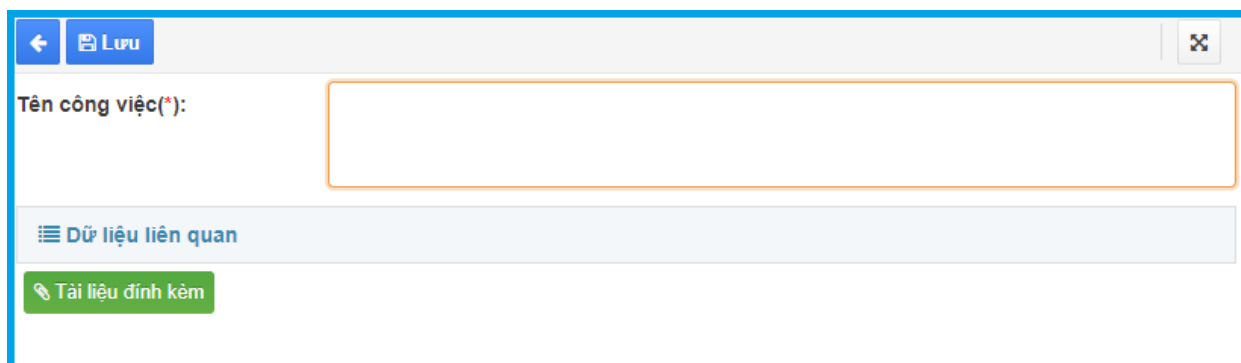 Lưu
Tên công việc(*):
Dữ liệu liên quan
Tài liệu đính kèm